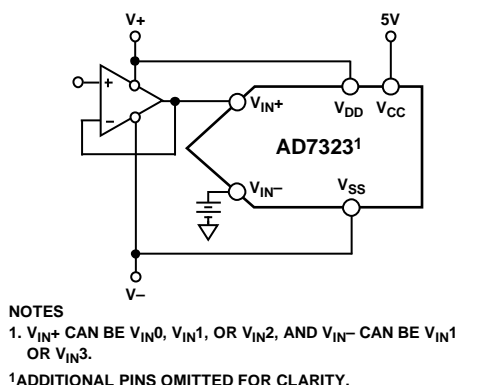 V+
5V
+
−
VIN+
VDD
VCC
AD7323¹
VIN−
VSS
V−
NOTES
1. VIN+ CAN BE VIN0, VIN1, OR VIN2, AND VIN− CAN BE VIN1
OR VIN3.
¹ADDITIONAL PINS OMITTED FOR CLARITY.